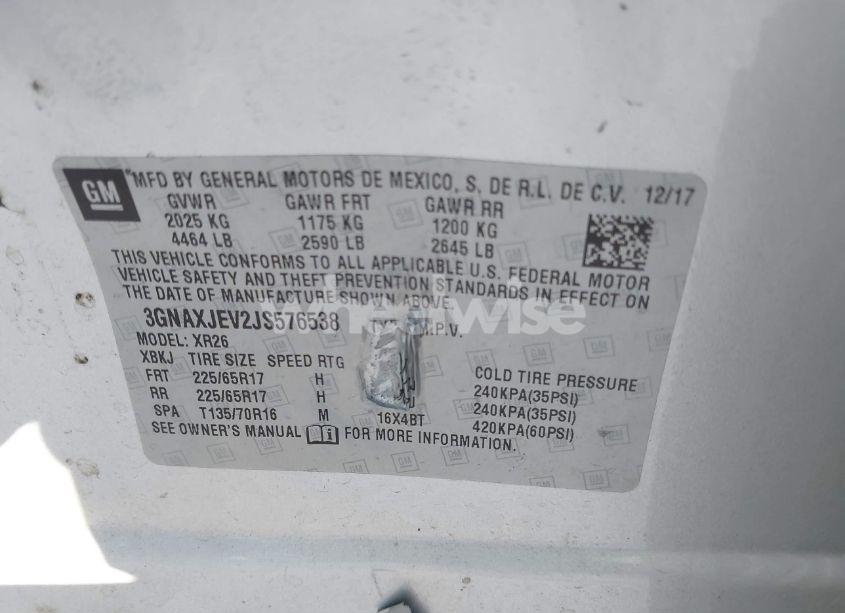 GM
MFD BY GENERAL MOTORS DE MEXICO, S. DE R.L. DE C.V. 12/17
GVWR GAWR FRT GAWR RR
2025 KG 1175 KG 1200 KG
4464 LB 2590 LB 2645 LB
THIS VEHICLE CONFORMS TO ALL APPLICABLE U.S. FEDERAL MOTOR
VEHICLE SAFETY AND THEFT PREVENTION STANDARDS IN EFFECT ON
THE DATE OF MANUFACTURE SHOWN ABOVE.
3GNAXJEV2JS576538 M.P.V.
MODEL: XR26
XBKJ TIRE SIZE SPEED RTG COLD TIRE PRESSURE
FRT 225/65R17 H 240KPA(35PSI)
RR 225/65R17 H 240KPA(35PSI)
SPA T135/70R16 M 16X4BT 420KPA(60PSI)
SEE OWNER'S MANUAL FOR MORE INFORMATION.
wheelwise